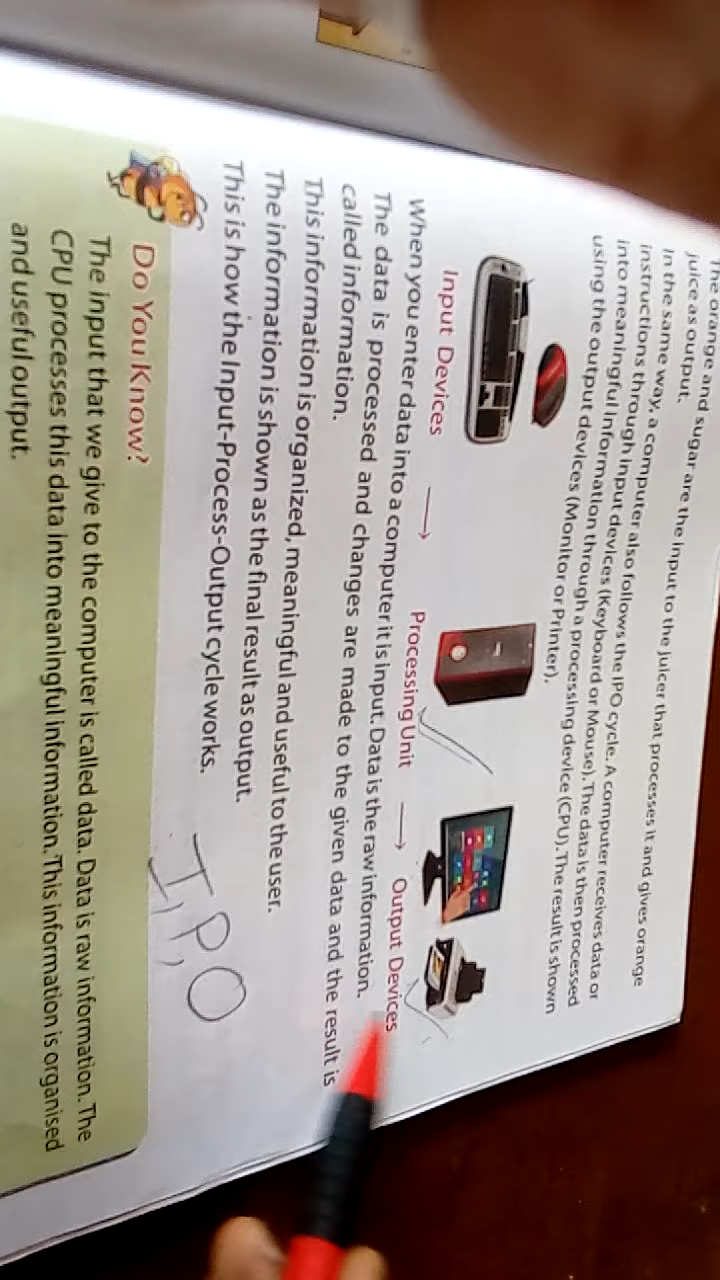 The orange and sugar are the input to the juicer that processes it and gives orange
juice as output.
In the same way, a computer also follows the IPO cycle. A computer receives data or
instructions through input devices (Keyboard or Mouse). The data is then processed
into meaningful information through a processing device (CPU). The result is shown
using the output devices (Monitor or Printer).
Input Devices → Processing Unit → Output Devices
When you enter data into a computer it is input. Data is the raw information.
The data is processed and changes are made to the given data and the result is
called information.
This information is organized, meaningful and useful to the user.
The information is shown as the final result as output.
This is how the Input-Process-Output cycle works.
I, P, O
Do You Know?
The input that we give to the computer is called data. Data is raw information. The
CPU processes this data into meaningful information. This information is organised
and useful output.